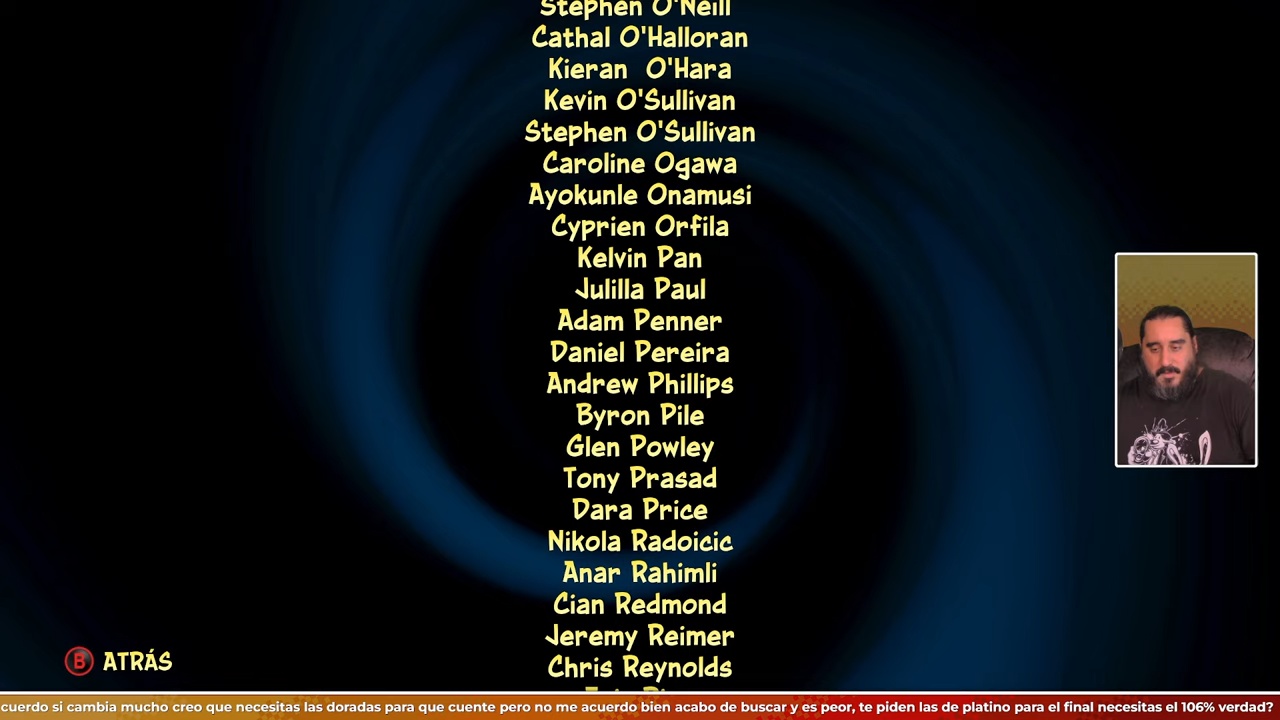 Stephen O'Neill
Cathal O'Halloran
Kieran  O'Hara
Kevin O'Sullivan
Stephen O'Sullivan
Caroline Ogawa
Ayokunle Onamusi
Cyprien Orfila
Kelvin Pan
Julilla Paul
Adam Penner
Daniel Pereira
Andrew Phillips
Byron Pile
Glen Powley
Tony Prasad
Dara Price
Nikola Radoicic
Anar Rahimli
Cian Redmond
Jeremy Reimer
Chris Reynolds
B ATRÁS
cuerdo si cambia mucho creo que necesitas las doradas para que cuente pero no me acuerdo bien acabo de buscar y es peor, te piden las de platino para el final necesitas el 106% verdad?